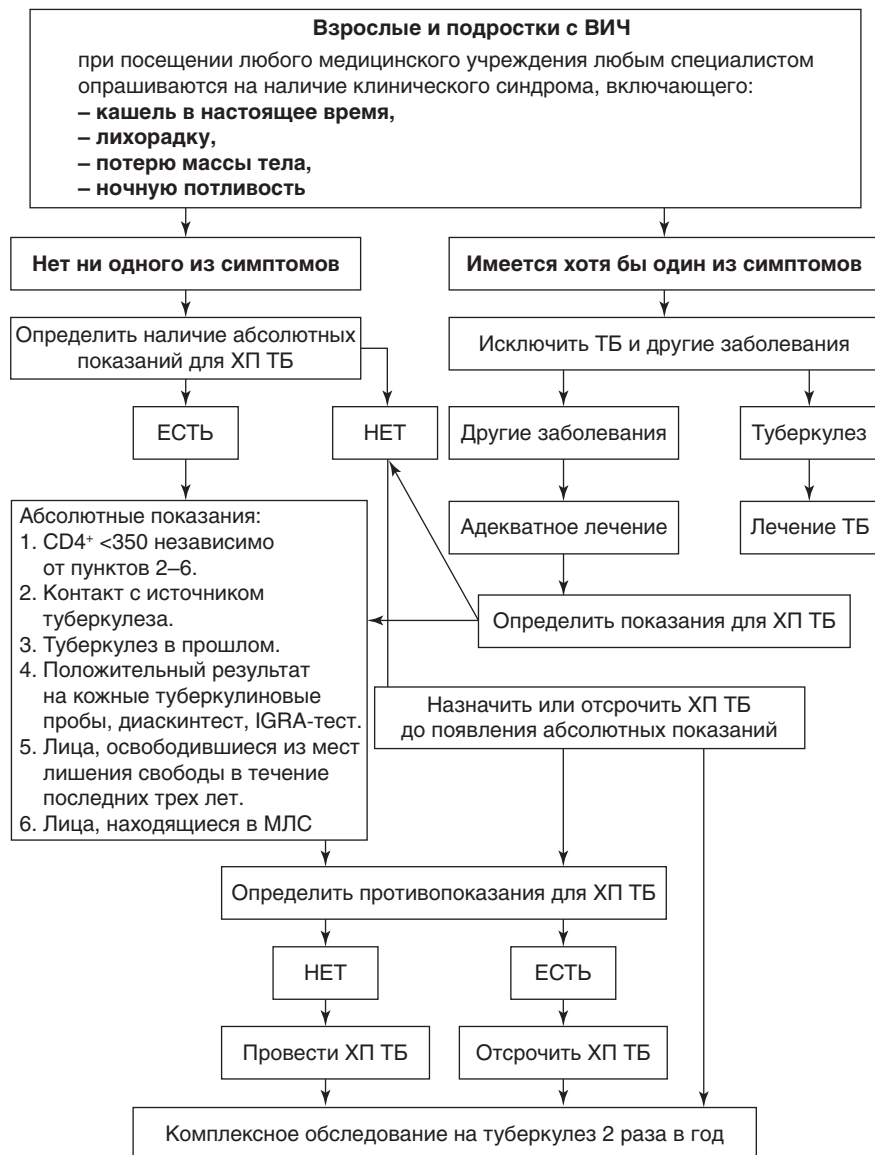 Взрослые и подростки с ВИЧ
при посещении любого медицинского учреждения любым специалистом
опрашиваются на наличие клинического синдрома, включающего:
– кашель в настоящее время,
– лихорадку,
– потерю массы тела,
– ночную потливость
Нет ни одного из симптомов
Имеется хотя бы один из симптомов
Определить наличие абсолютных
показаний для ХП ТБ
Исключить ТБ и другие заболевания
ЕСТЬ
НЕТ
Другие заболевания
Туберкулез
Адекватное лечение
Лечение ТБ
Абсолютные показания:
1. CD4⁺ <350 независимо
от пунктов 2–6.
2. Контакт с источником
туберкулеза.
3. Туберкулез в прошлом.
4. Положительный результат
на кожные туберкулиновые
пробы, диаскинтест, IGRA-тест.
5. Лица, освободившиеся из мест
лишения свободы в течение
последних трех лет.
6. Лица, находящиеся в МЛС
Определить показания для ХП ТБ
Назначить или отсрочить ХП ТБ
до появления абсолютных показаний
Определить противопоказания для ХП ТБ
НЕТ
ЕСТЬ
Провести ХП ТБ
Отсрочить ХП ТБ
Комплексное обследование на туберкулез 2 раза в год